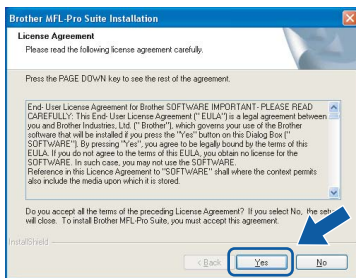 Brother MFL-Pro Suite Installation
License Agreement
Please read the following license agreement carefully.
Press the PAGE DOWN key to see the rest of the agreement.
End- User License Agreement for Brother SOFTWARE IMPORTANT- PLEASE READ
CAREFULLY: This End- User License Agreement (" EULA") is a legal agreement between
you and Brother Industries, Ltd. (" Brother"), which governs your use of the Brother
software that will be installed if you press the "Yes" button on this Dialog Box ("
SOFTWARE"). By pressing "Yes", you agree to be legally bound by the terms of this
EULA. If you do not agree to the terms of this EULA, you obtain no license for the
SOFTWARE. In such case, you may not use the SOFTWARE.
Reference in this Licence Agreement to "SOFTWARE" shall where the context permits
also include the media upon which it is stored.
Do you accept all the terms of the preceding License Agreement? If you select No, the
will close. To install Brother MFL-Pro Suite, you must accept this agreement.
InstallShield
< Back
Yes
No